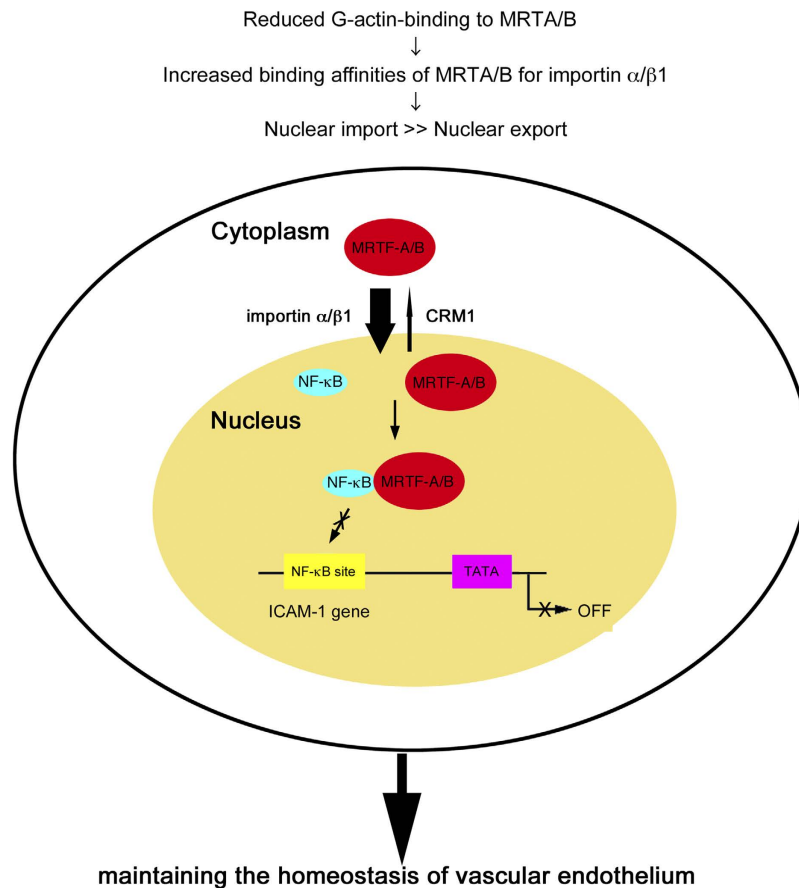 Reduced G-actin-binding to MRTA/B
↓
Increased binding affinities of MRTA/B for importin α/β1
↓
Nuclear import >> Nuclear export
Cytoplasm
MRTF-A/B
importin α/β1
CRM1
NF-κB
MRTF-A/B
Nucleus
NF-κB
MRTF-A/B
NF-κB site
TATA
ICAM-1 gene
OFF
maintaining the homeostasis of vascular endothelium